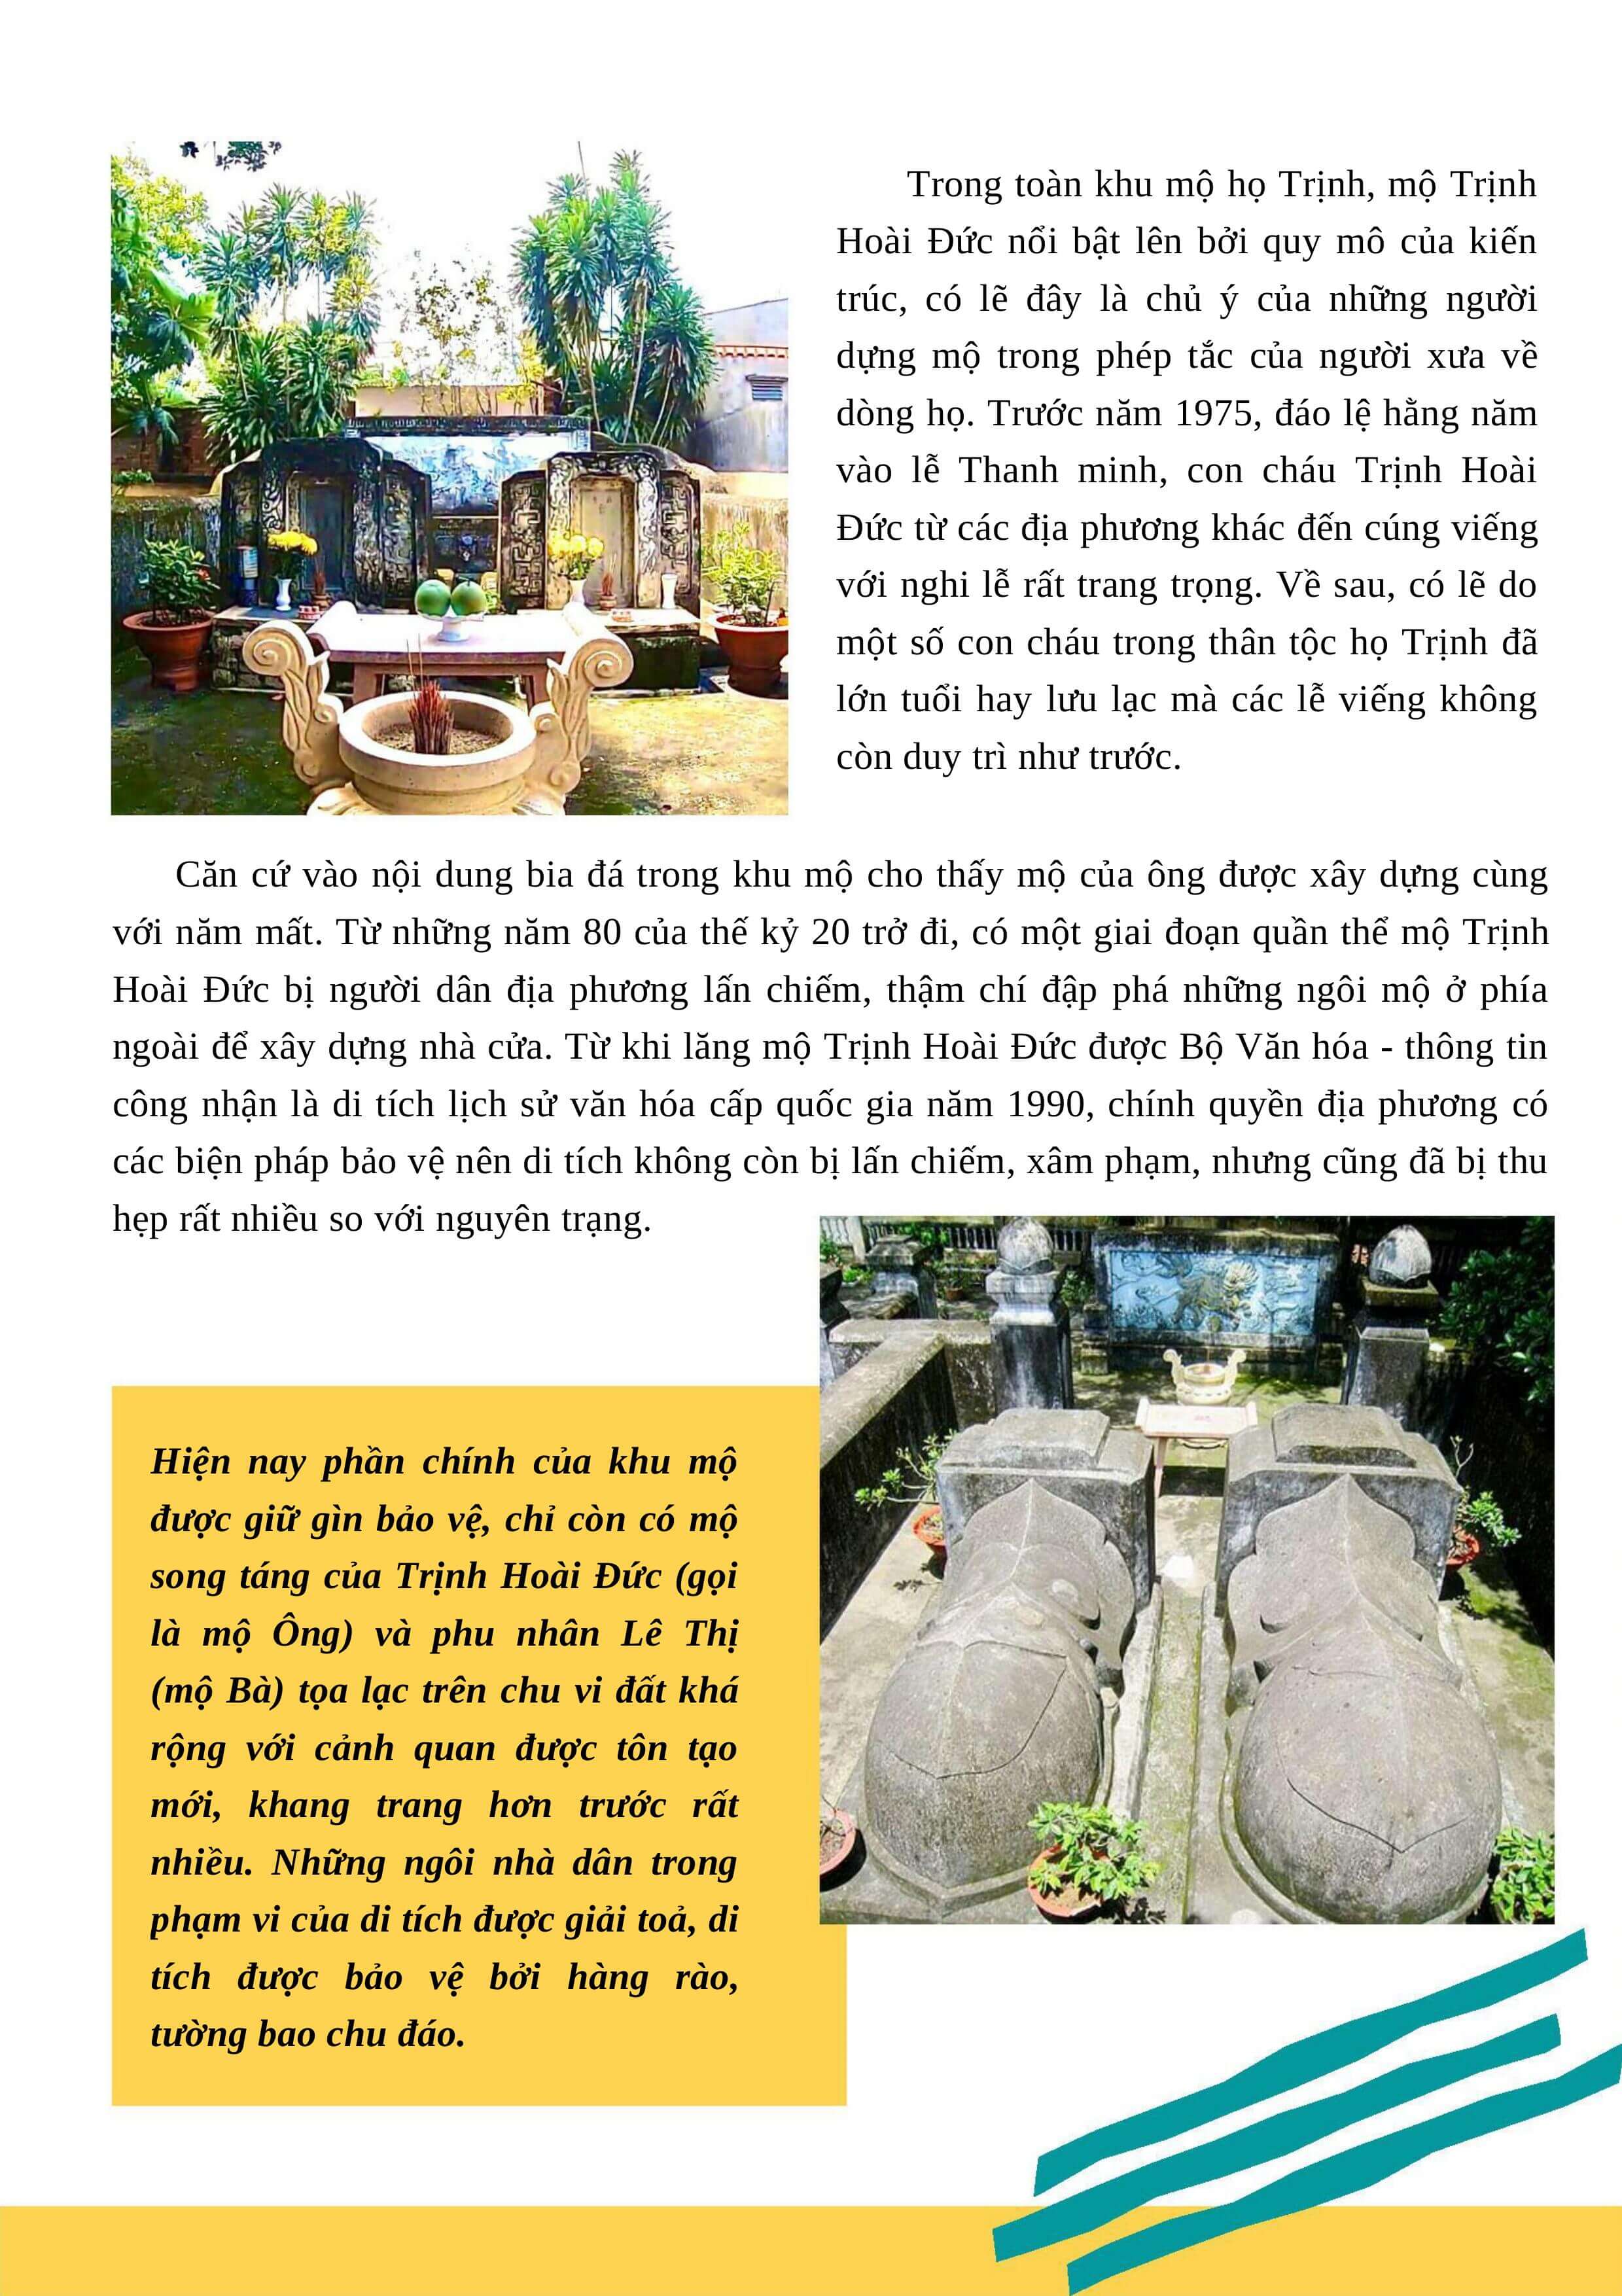 Trong toàn khu mộ họ Trịnh, mộ Trịnh
Hoài Đức nổi bật lên bởi quy mô của kiến
trúc, có lẽ đây là chủ ý của những người
dựng mộ trong phép tắc của người xưa về
dòng họ. Trước năm 1975, đáo lệ hằng năm
vào lễ Thanh minh, con cháu Trịnh Hoài
Đức từ các địa phương khác đến cúng viếng
với nghi lễ rất trang trọng. Về sau, có lẽ do
một số con cháu trong thân tộc họ Trịnh đã
lớn tuổi hay lưu lạc mà các lễ viếng không
còn duy trì như trước.
Căn cứ vào nội dung bia đá trong khu mộ cho thấy mộ của ông được xây dựng cùng
với năm mất. Từ những năm 80 của thế kỷ 20 trở đi, có một giai đoạn quần thể mộ Trịnh
Hoài Đức bị người dân địa phương lấn chiếm, thậm chí đập phá những ngôi mộ ở phía
ngoài để xây dựng nhà cửa. Từ khi lăng mộ Trịnh Hoài Đức được Bộ Văn hóa - thông tin
công nhận là di tích lịch sử văn hóa cấp quốc gia năm 1990, chính quyền địa phương có
các biện pháp bảo vệ nên di tích không còn bị lấn chiếm, xâm phạm, nhưng cũng đã bị thu
hẹp rất nhiều so với nguyên trạng.
Hiện nay phần chính của khu mộ
được giữ gìn bảo vệ, chỉ còn có mộ
song táng của Trịnh Hoài Đức (gọi
là mộ Ông) và phu nhân Lê Thị
(mộ Bà) tọa lạc trên chu vi đất khá
rộng với cảnh quan được tôn tạo
mới, khang trang hơn trước rất
nhiều. Những ngôi nhà dân trong
phạm vi của di tích được giải toả, di
tích được bảo vệ bởi hàng rào,
tường bao chu đáo.